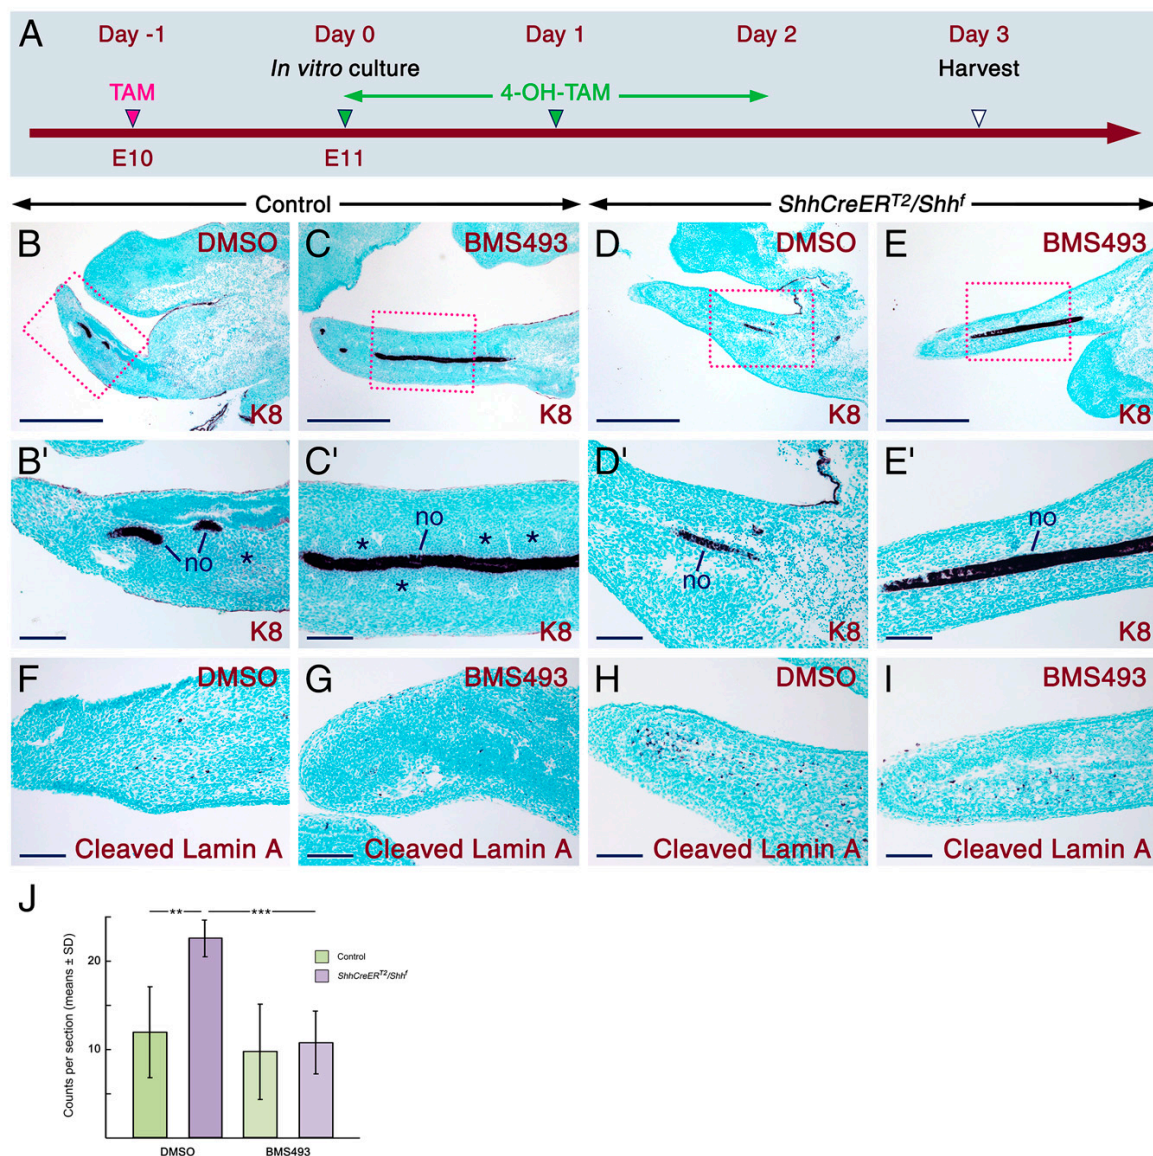 A
Day -1 Day 0 Day 1 Day 2 Day 3
In vitro culture Harvest
TAM 4-OH-TAM
E10 E11
Control ShhCreERT2/Shhf
B DMSO C BMS493 D DMSO E BMS493
K8 K8 K8 K8
B' C' D' E'
no * no * * * no no
*
K8 K8 K8 K8
F DMSO G BMS493 H DMSO I BMS493
Cleaved Lamin A Cleaved Lamin A Cleaved Lamin A Cleaved Lamin A
J
** ***
Counts per section (means ± SD)
20
10
Control
ShhCreERT2/Shhf
DMSO BMS493